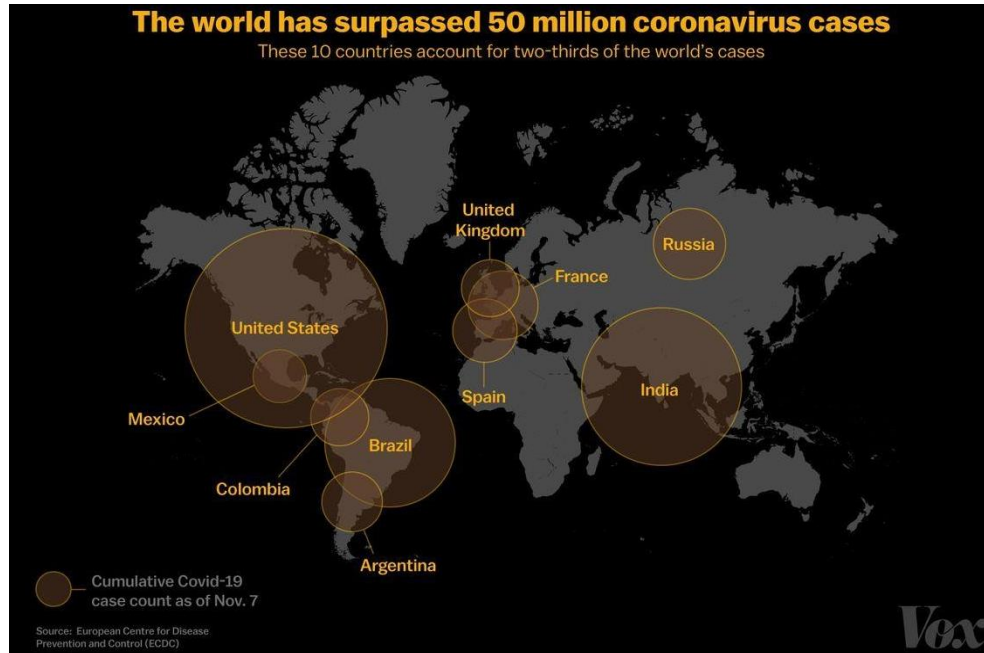 The world has surpassed 50 million coronavirus cases
These 10 countries account for two-thirds of the world's cases
United
Kingdom
Russia
France
United States
Spain
India
Mexico
Brazil
Colombia
Argentina
Cumulative Covid-19
case count as of Nov. 7
Source: European Centre for Disease
Prevention and Control (ECDC)
Vox